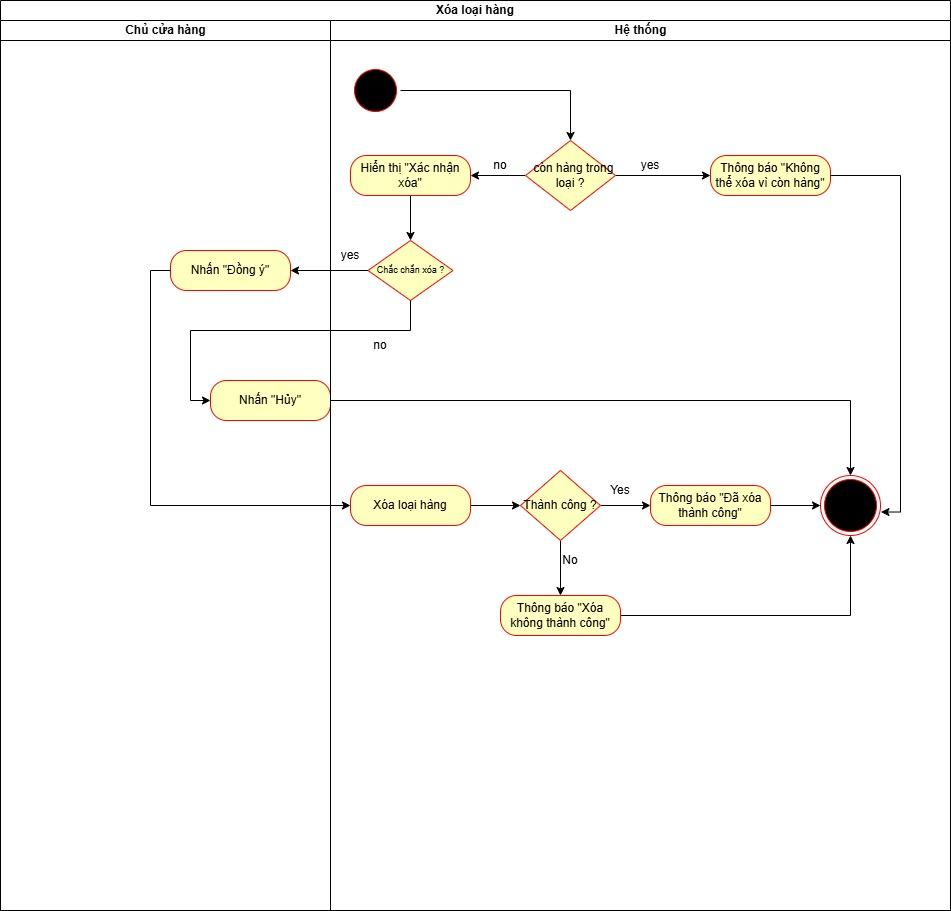 Xóa loại hàng
Chủ cửa hàng
Hệ thống
Hiển thị "Xác nhận
xóa"
no
còn hàng trong
loại ?
yes
Thông báo "Không
thể xóa vì còn hàng"
Nhấn "Đồng ý"
yes
Chắc chắn xóa ?
no
Nhấn "Hủy"
Xóa loại hàng
Thành công ?
Yes
Thông báo "Đã xóa
thành công"
No
Thông báo "Xóa
không thành công"